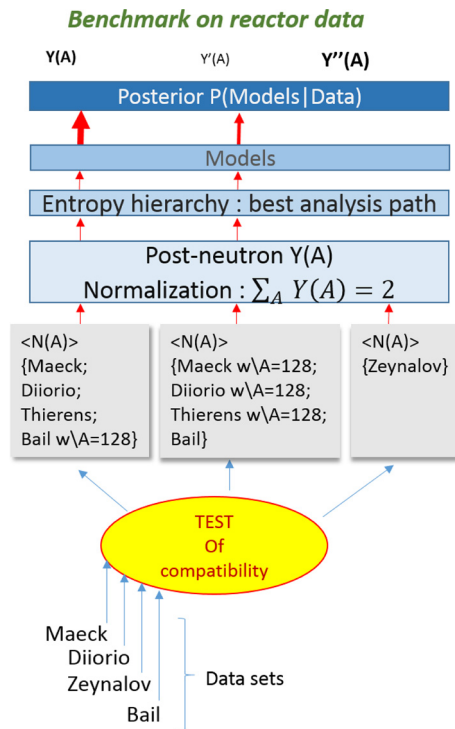 Benchmark on reactor data
Y(A) Y'(A) Y''(A)
Posterior P(Models|Data)
Models
Entropy hierarchy : best analysis path
Post-neutron Y(A)
Normalization : ∑_A Y(A) = 2
<N(A)>
{Maeck;
Diiorio;
Thierens;
Bail w\A=128}
<N(A)>
{Maeck w\A=128;
Diiorio w\A=128;
Thierens w\A=128;
Bail}
<N(A)>
{Zeynalov}
TEST
Of
compatibility
Maeck
Diiorio
Zeynalov
Bail
Data sets